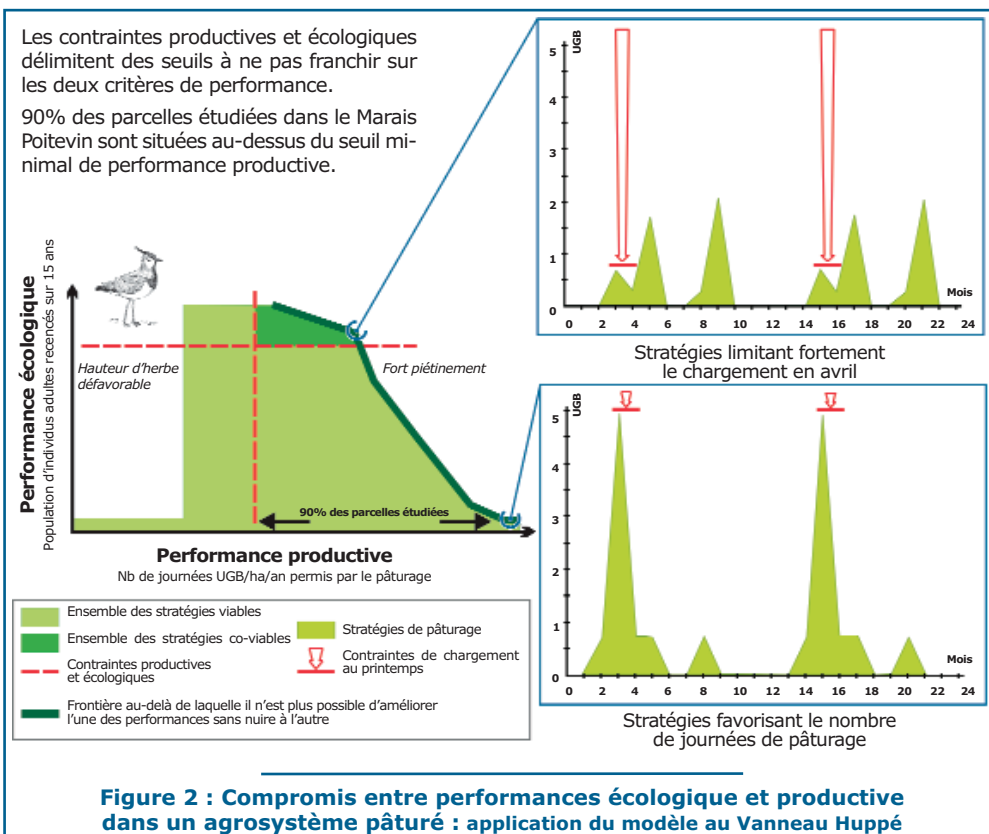 Les contraintes productives et écologiques
délimitent des seuils à ne pas franchir sur
les deux critères de performance.
90% des parcelles étudiées dans le Marais
Poitevin sont situées au-dessus du seuil mi-
nimal de performance productive.
Performance écologique
Population d'individus adultes recencés sur 15 ans
Hauteur d'herbe
défavorable
Fort piétinement
90% des parcelles étudiées
Performance productive
Nb de journées UGB/ha/an permis par le pâturage
UGB
5
4
3
2
1
0
Mois
0 2 4 6 8 10 12 14 16 18 20 22 24
Stratégies limitant fortement
le chargement en avril
UGB
5
4
3
2
1
0
Mois
0 2 4 6 8 10 12 14 16 18 20 22 24
Stratégies favorisant le nombre
de journées de pâturage
Ensemble des stratégies viables
Ensemble des stratégies co-viables
Contraintes productives
et écologiques
Stratégies de pâturage
Contraintes de chargement
au printemps
Frontière au-delà de laquelle il n'est plus possible d'améliorer
l'une des performances sans nuire à l'autre
Figure 2 : Compromis entre performances écologique et productive
dans un agrosystème pâturé : application du modèle au Vanneau Huppé